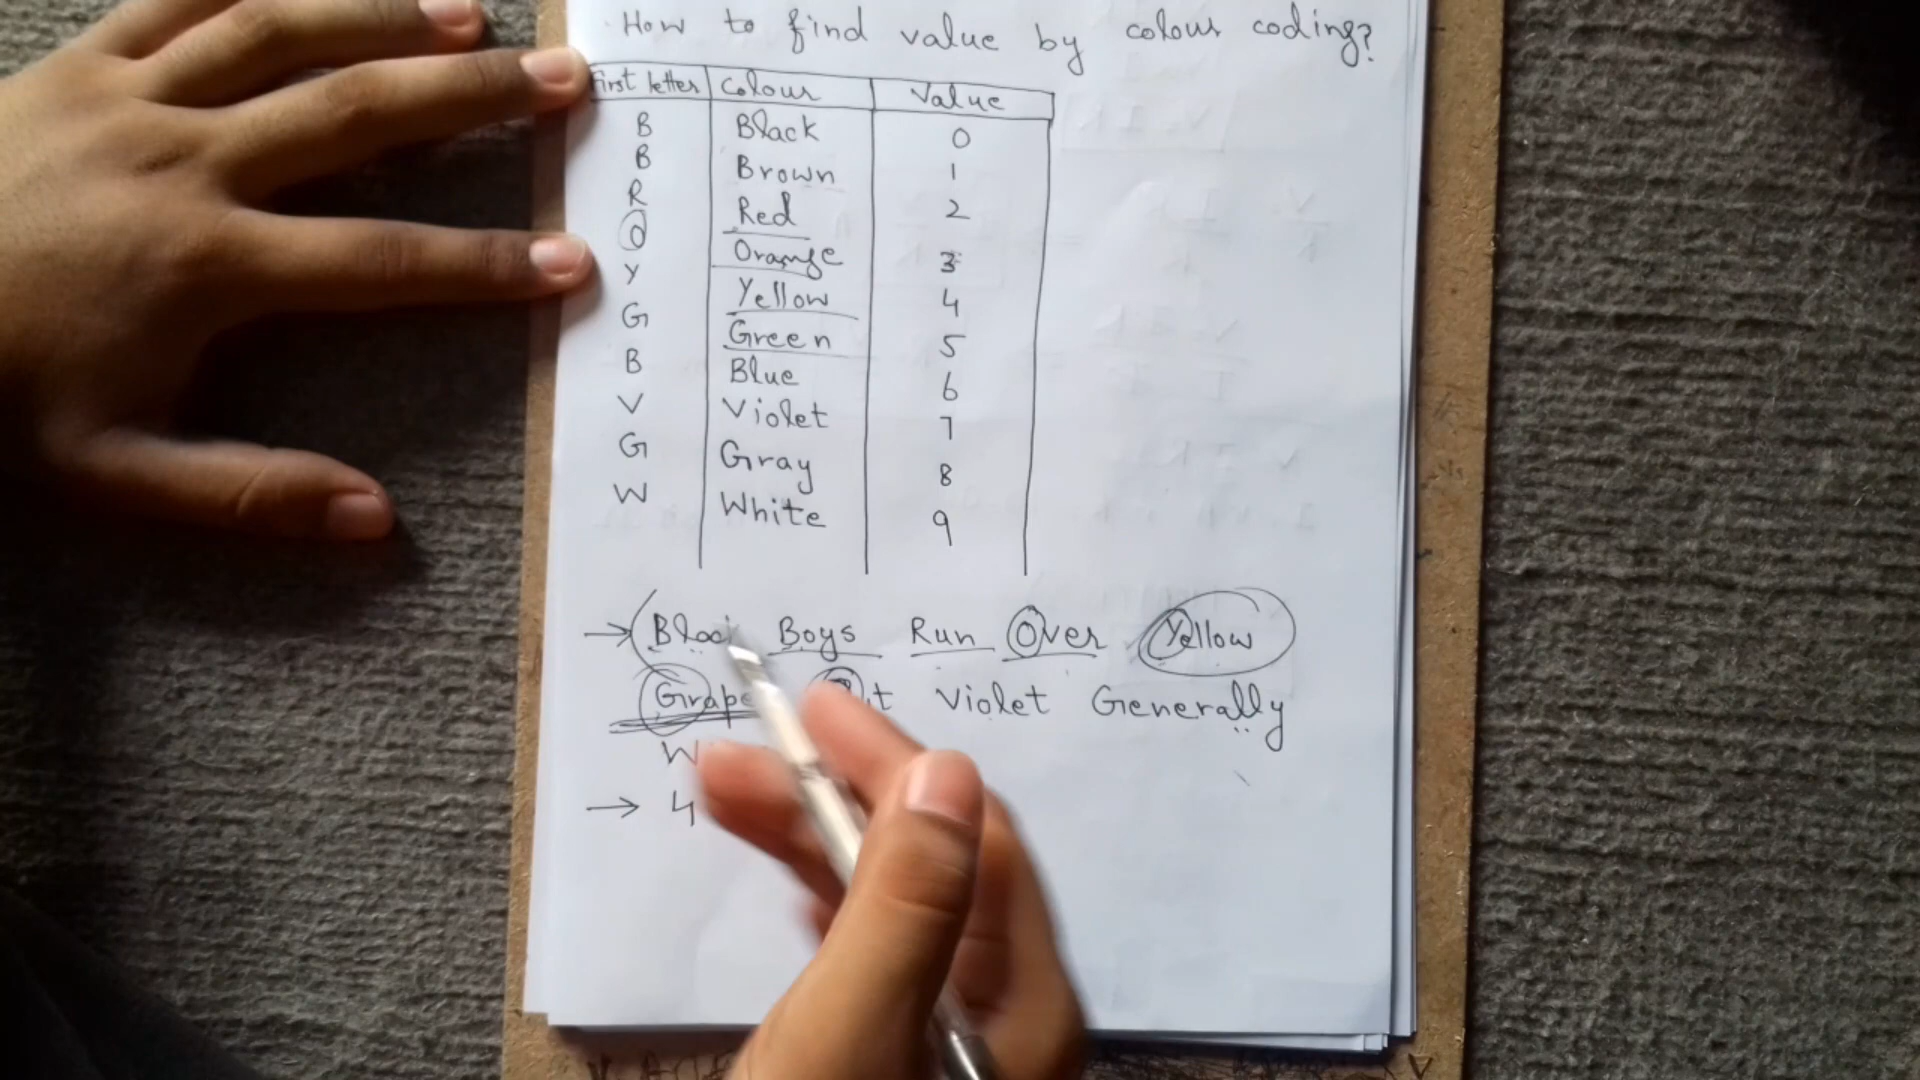 How to find value by colour coding?
First letter Colour Value
B Black 0
B Brown 1
R Red 2
O Orange 3
Y Yellow 4
G Green 5
B Blue 6
V Violet 7
G Gray 8
W White 9
→ Black Boys Run Over Yellow
Violet Generally
W
→ 4